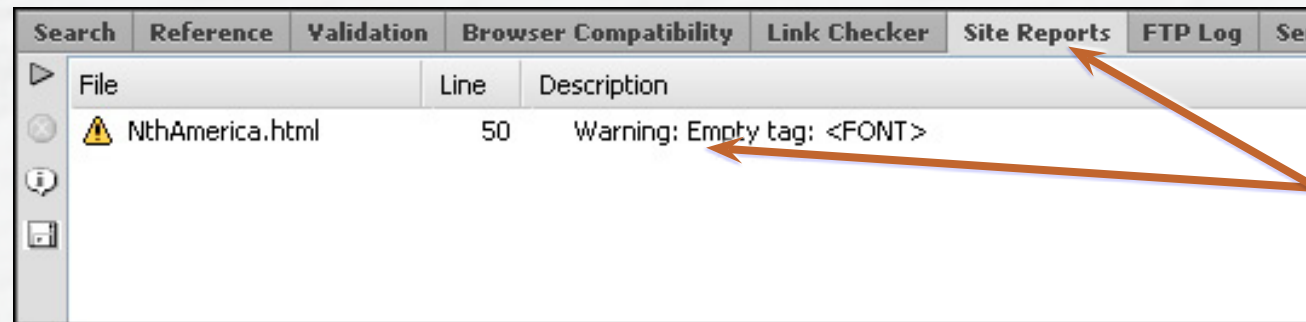 Search Reference Validation Browser Compatibility Link Checker Site Reports FTP Log
File Line Description
NthAmerica.html 50 Warning: Empty tag: <FONT>